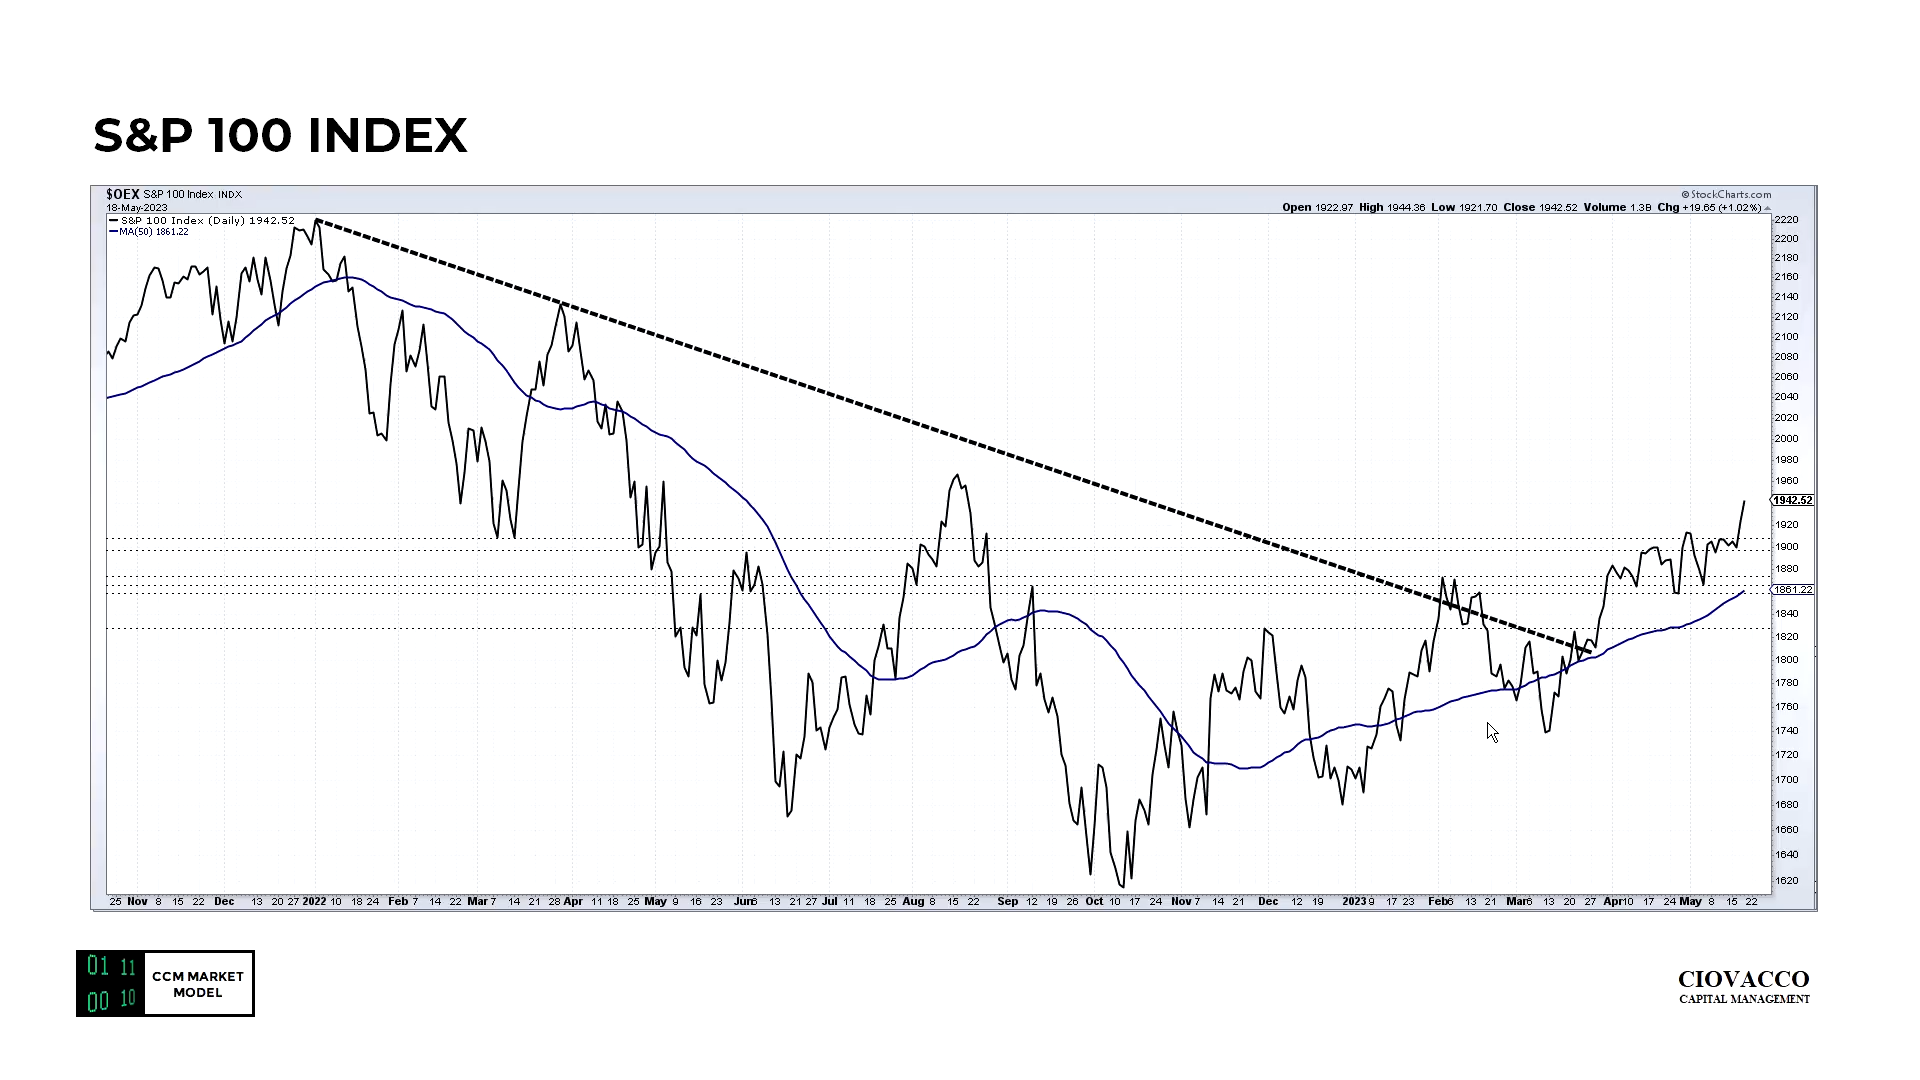 S&P 100 INDEX
$OEX S&P 100 Index INDX
© StockCharts.com
18-May-2023
Open 1922.97 High 1944.36 Low 1921.70 Close 1942.52 Volume 1.3B Chg +19.65 (+1.02%)
S&P 100 Index (Daily) 1942.52
MA(50) 1861.22
2220
2200
2180
2160
2140
2120
2100
2080
2060
2040
2020
2000
1980
1960
1942.52
1920
1900
1880
1861.22
1840
1820
1800
1780
1760
1740
1720
1700
1680
1660
1640
1620
25 Nov 8 15 22 Dec 13 20 27 2022 10 18 24 Feb 7 14 22 Mar 7 14 21 28 Apr 11 18 25 May 9 16 23 Jun 6 13 21 27 Jul 11 18 25 Aug 8 15 22 Sep 12 19 26 Oct 10 17 24 Nov 7 14 21 Dec 12 19 2023 9 17 23 Feb 6 13 21 Mar 6 13 20 27 Apr 10 17 24 May 8 15 22
01 11
00 10
CCM MARKET
MODEL
CIOVACCO
CAPITAL MANAGEMENT